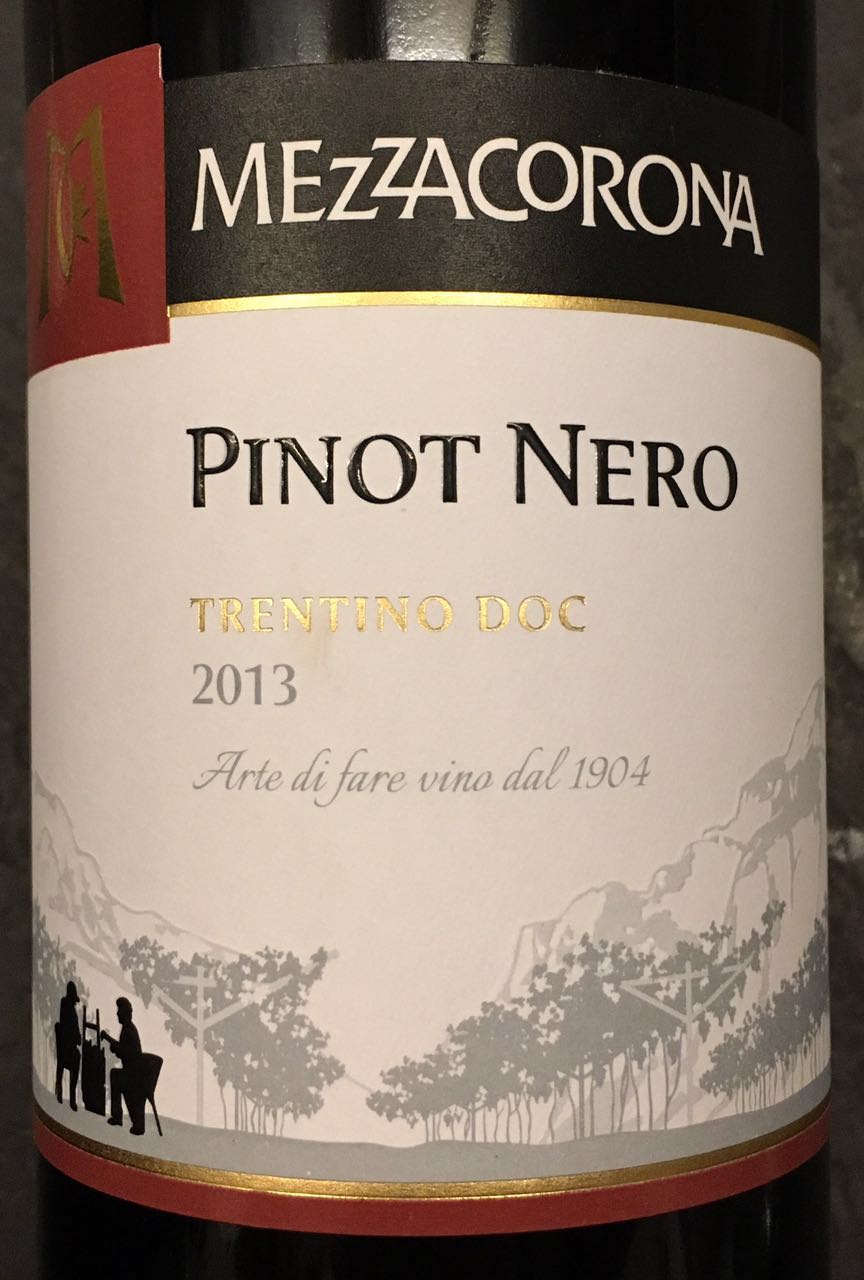 MEZZACORONA
PINOT NERO
TRENTINO DOC
2013
Arte di fare vino dal 1904